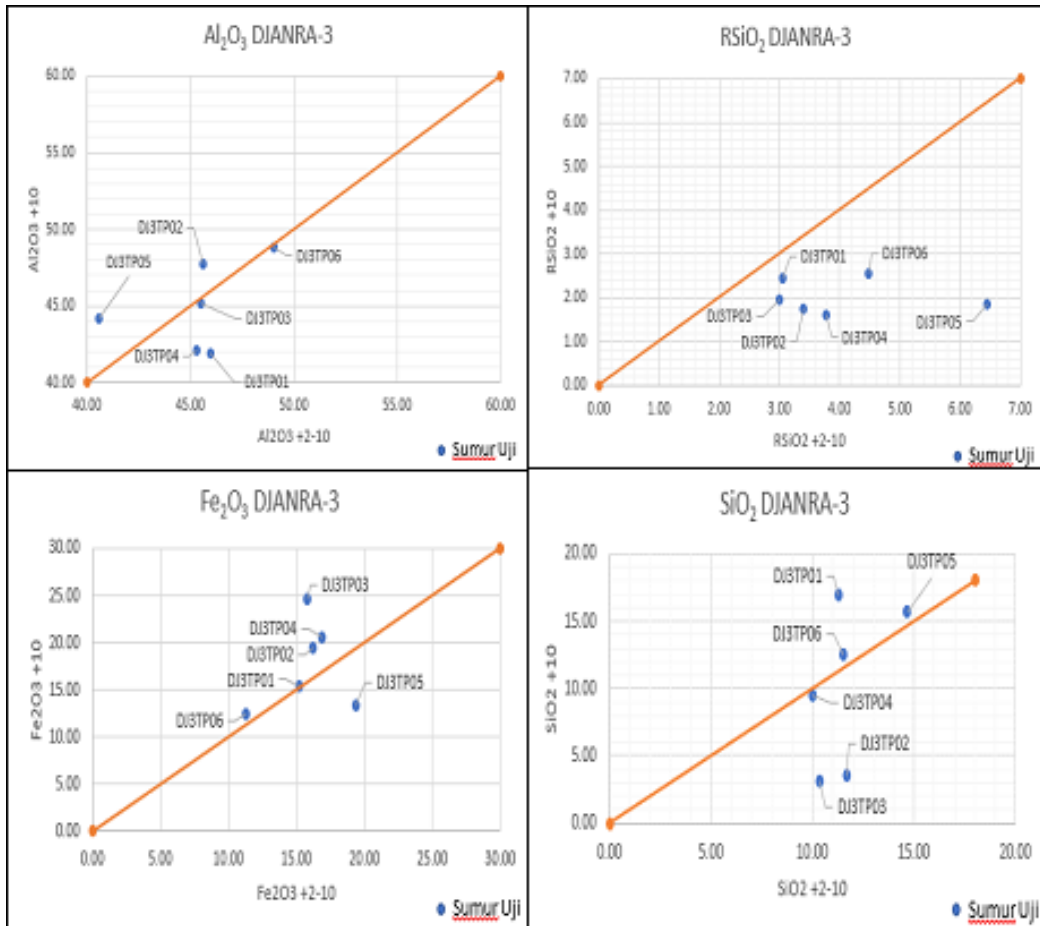 Al₂O₃ DJANRA-3
60.00
55.00
50.00
45.00
40.00
Al2O3 +10
DJ3TP02
DJ3TP05
DJ3TP06
DJ3TP03
DJ3TP04
DJ3TP01
40.00 45.00 50.00 55.00 60.00
Al2O3 +2-10
Sumur Uji
RSiO₂ DJANRA-3
7.00
6.00
5.00
4.00
3.00
2.00
1.00
0.00
RSiO2 +10
DJ3TP01
DJ3TP06
DJ3TP03
DJ3TP02
DJ3TP04
DJ3TP05
0.00 1.00 2.00 3.00 4.00 5.00 6.00 7.00
RSiO2 +2-10
Sumur Uji
Fe₂O₃ DJANRA-3
30.00
25.00
20.00
15.00
10.00
5.00
0.00
Fe2O3 +10
DJ3TP03
DJ3TP04
DJ3TP02
DJ3TP01
DJ3TP05
DJ3TP06
0.00 5.00 10.00 15.00 20.00 25.00 30.00
Fe2O3 +2-10
Sumur Uji
SiO₂ DJANRA-3
20.00
15.00
10.00
5.00
0.00
SiO2 +10
DJ3TP01
DJ3TP05
DJ3TP06
DJ3TP04
DJ3TP02
DJ3TP03
0.00 5.00 10.00 15.00 20.00
SiO2 +2-10
Sumur Uji